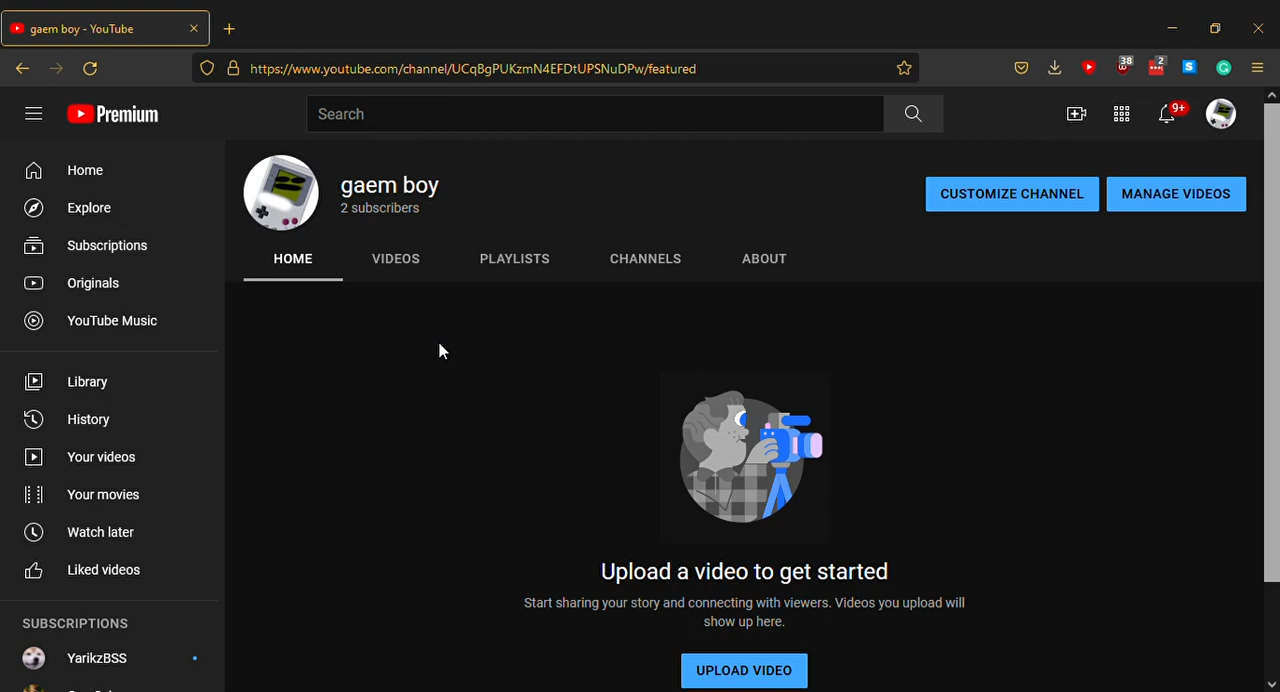 gaem boy - YouTube
https://www.youtube.com/channel/UCqBgPUKzmN4EFDtUPSNuDPw/featured
38
2
S
Premium
Search
9+
Home
Explore
Subscriptions
Originals
YouTube Music
Library
History
Your videos
Your movies
Watch later
Liked videos
SUBSCRIPTIONS
YarikzBSS
gaem boy
2 subscribers
CUSTOMIZE CHANNEL
MANAGE VIDEOS
HOME
VIDEOS
PLAYLISTS
CHANNELS
ABOUT
Upload a video to get started
Start sharing your story and connecting with viewers. Videos you upload will
show up here.
UPLOAD VIDEO